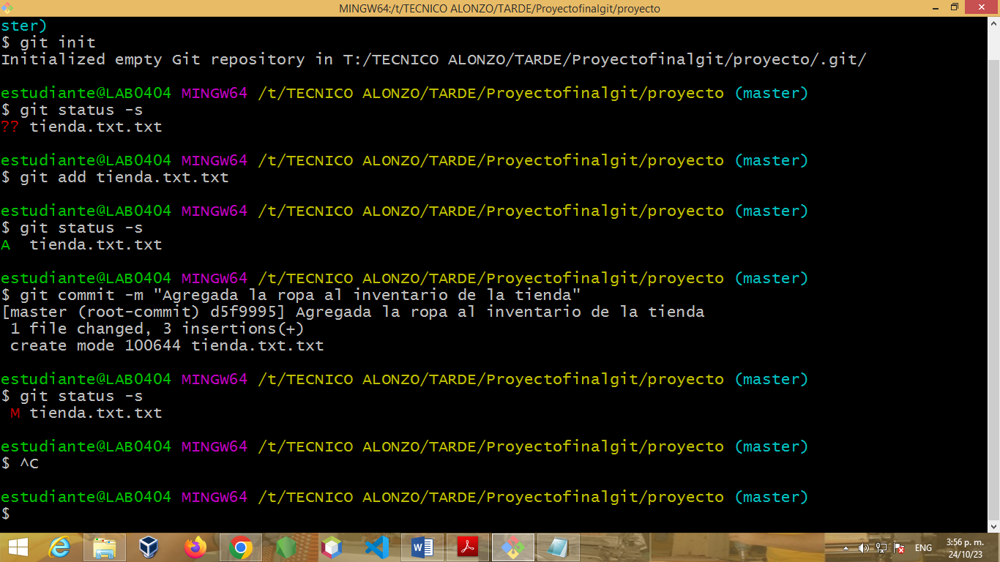 MINGW64:/t/TECNICO ALONZO/TARDE/Proyectofinalgit/proyecto
ster)
$ git init
Initialized empty Git repository in T:/TECNICO ALONZO/TARDE/Proyectofinalgit/proyecto/.git/
estudiante@LAB0404 MINGW64 /t/TECNICO ALONZO/TARDE/Proyectofinalgit/proyecto (master)
$ git status -s
?? tienda.txt.txt
estudiante@LAB0404 MINGW64 /t/TECNICO ALONZO/TARDE/Proyectofinalgit/proyecto (master)
$ git add tienda.txt.txt
estudiante@LAB0404 MINGW64 /t/TECNICO ALONZO/TARDE/Proyectofinalgit/proyecto (master)
$ git status -s
A  tienda.txt.txt
estudiante@LAB0404 MINGW64 /t/TECNICO ALONZO/TARDE/Proyectofinalgit/proyecto (master)
$ git commit -m "Agregada la ropa al inventario de la tienda"
[master (root-commit) d5f9995] Agregada la ropa al inventario de la tienda
 1 file changed, 3 insertions(+)
 create mode 100644 tienda.txt.txt
estudiante@LAB0404 MINGW64 /t/TECNICO ALONZO/TARDE/Proyectofinalgit/proyecto (master)
$ git status -s
 M tienda.txt.txt
estudiante@LAB0404 MINGW64 /t/TECNICO ALONZO/TARDE/Proyectofinalgit/proyecto (master)
$ ^C
estudiante@LAB0404 MINGW64 /t/TECNICO ALONZO/TARDE/Proyectofinalgit/proyecto (master)
$
ENG
3:56 p. m.
24/10/23